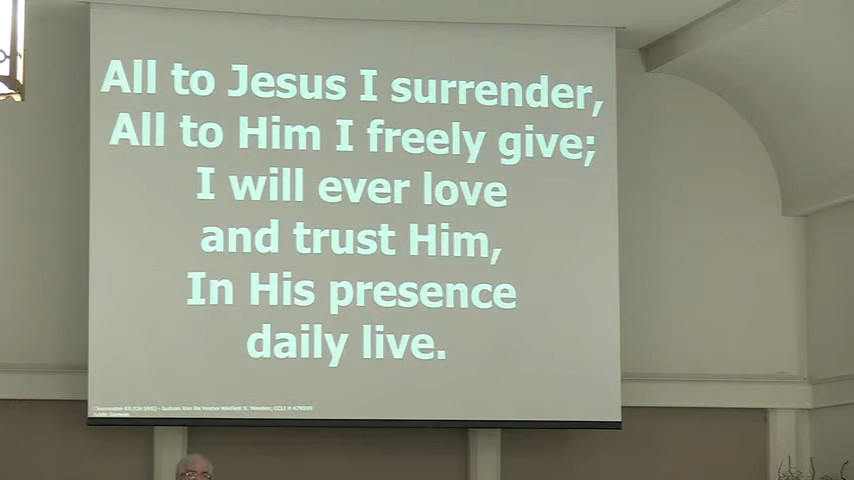 All to Jesus I surrender,
All to Him I freely give;
I will ever love
and trust Him,
In His presence
daily live.